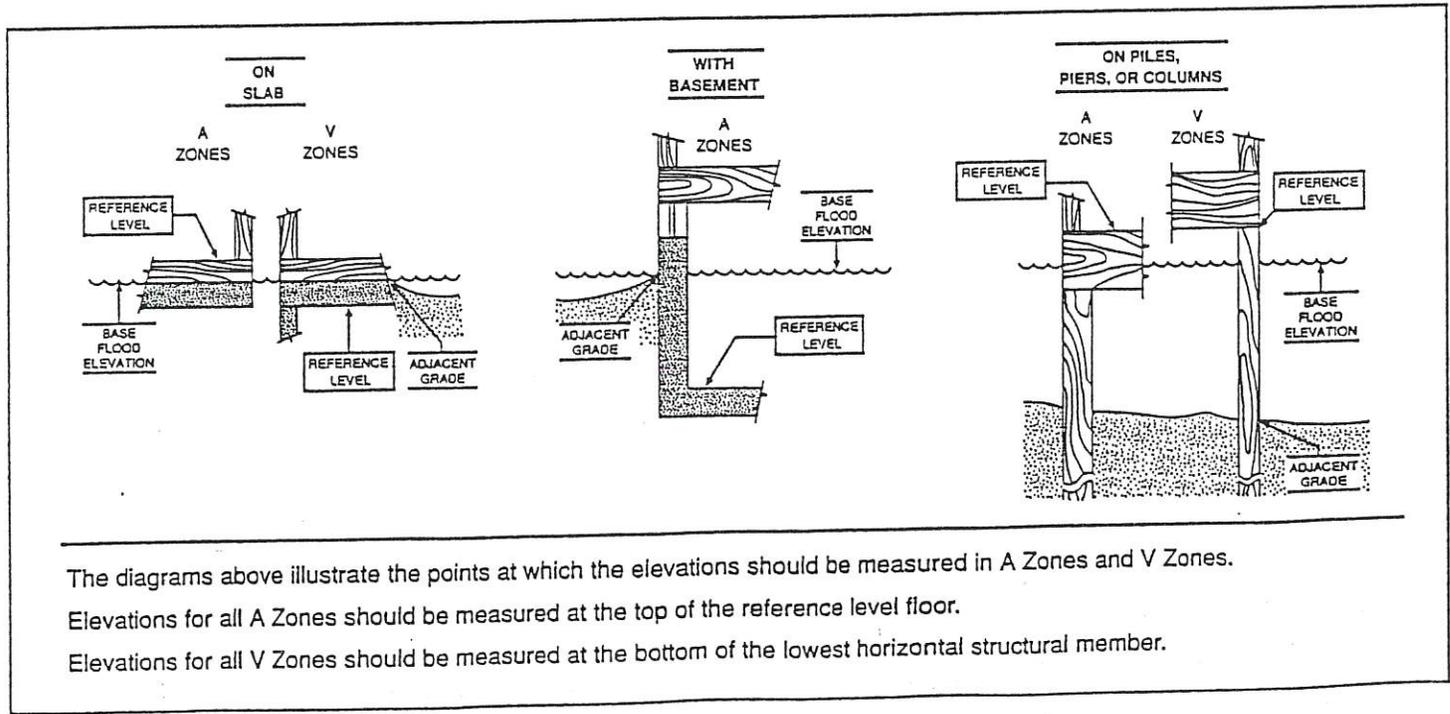 ON
SLAB
A
ZONES
V
ZONES
REFERENCE
LEVEL
BASE
FLOOD
ELEVATION
REFERENCE
LEVEL
ADJACENT
GRADE
WITH
BASEMENT
A
ZONES
BASE
FLOOD
ELEVATION
ADJACENT
GRADE
REFERENCE
LEVEL
ON PILES,
PIERS, OR COLUMNS
A
ZONES
V
ZONES
REFERENCE
LEVEL
REFERENCE
LEVEL
BASE
FLOOD
ELEVATION
ADJACENT
GRADE
The diagrams above illustrate the points at which the elevations should be measured in A Zones and V Zones.
Elevations for all A Zones should be measured at the top of the reference level floor.
Elevations for all V Zones should be measured at the bottom of the lowest horizontal structural member.